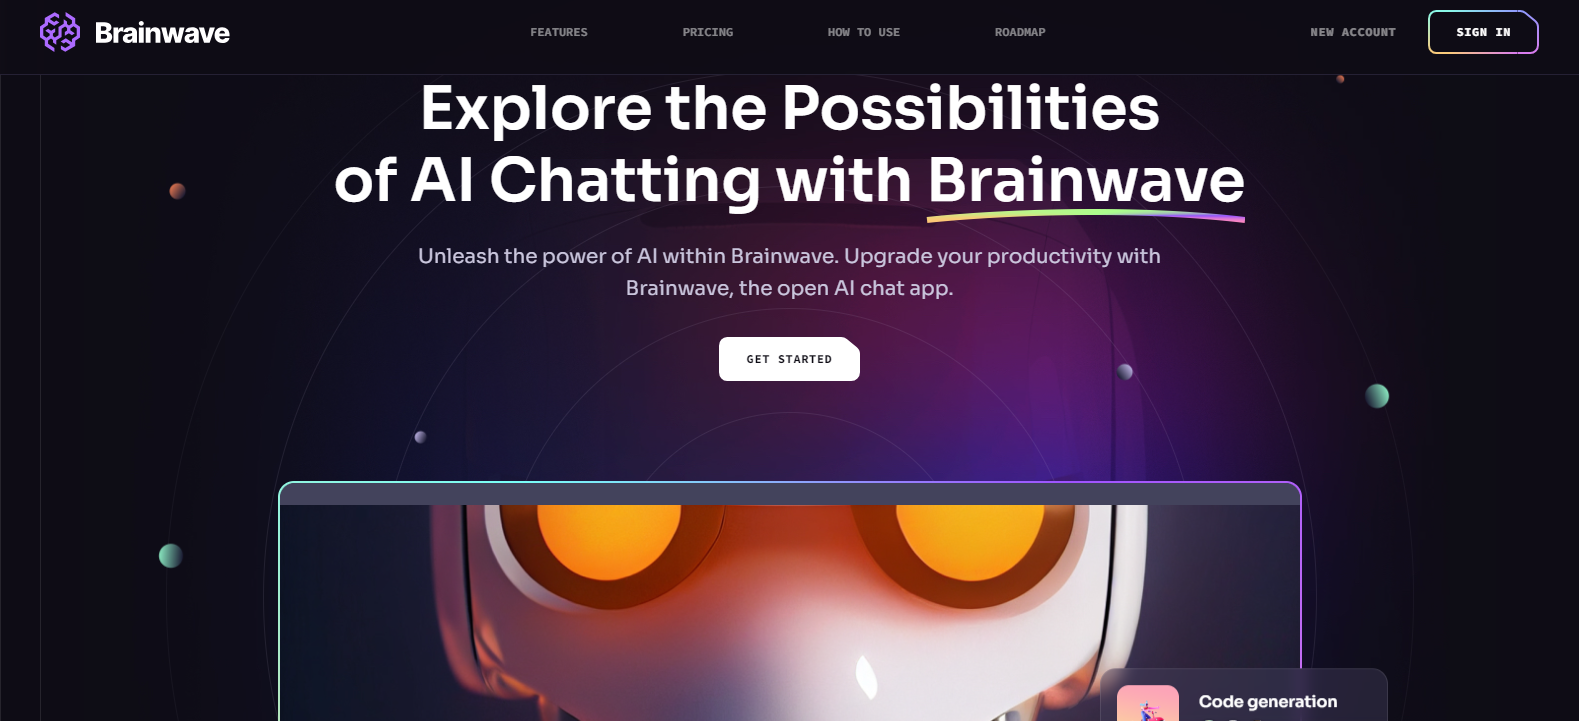 Brainwave
FEATURES
PRICING
HOW TO USE
ROADMAP
NEW ACCOUNT
SIGN IN
Explore the Possibilities
of AI Chatting with Brainwave
Unleash the power of AI within Brainwave. Upgrade your productivity with
Brainwave, the open AI chat app.
GET STARTED
Code generation